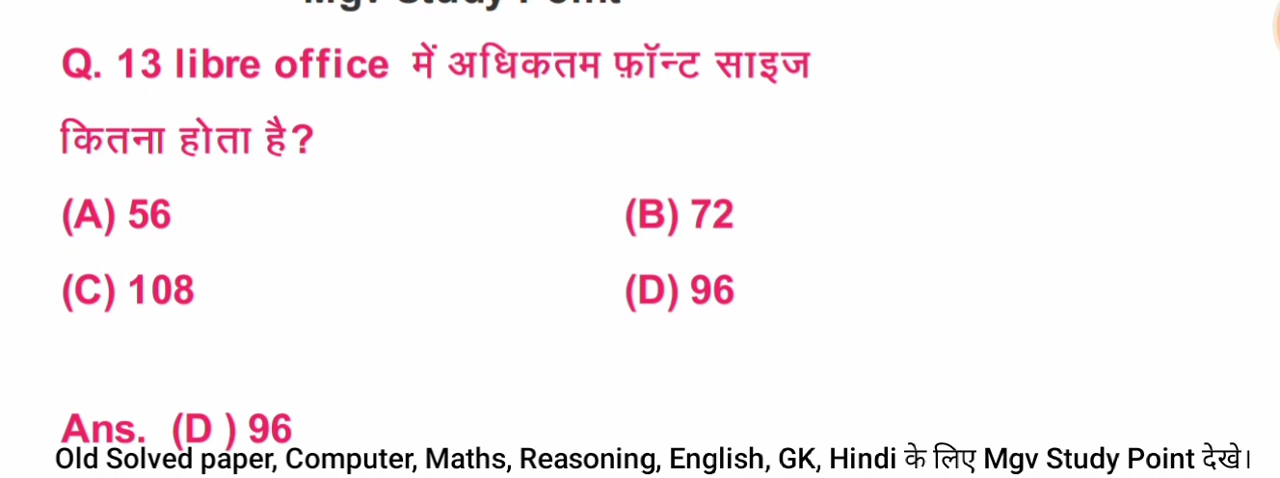 Q. 13 libre office में अधिकतम फ़ॉन्ट साइज
कितना होता है?
(A) 56 (B) 72
(C) 108 (D) 96
Ans. (D ) 96
Old Solved paper, Computer, Maths, Reasoning, English, GK, Hindi के लिए Mgv Study Point देखे।